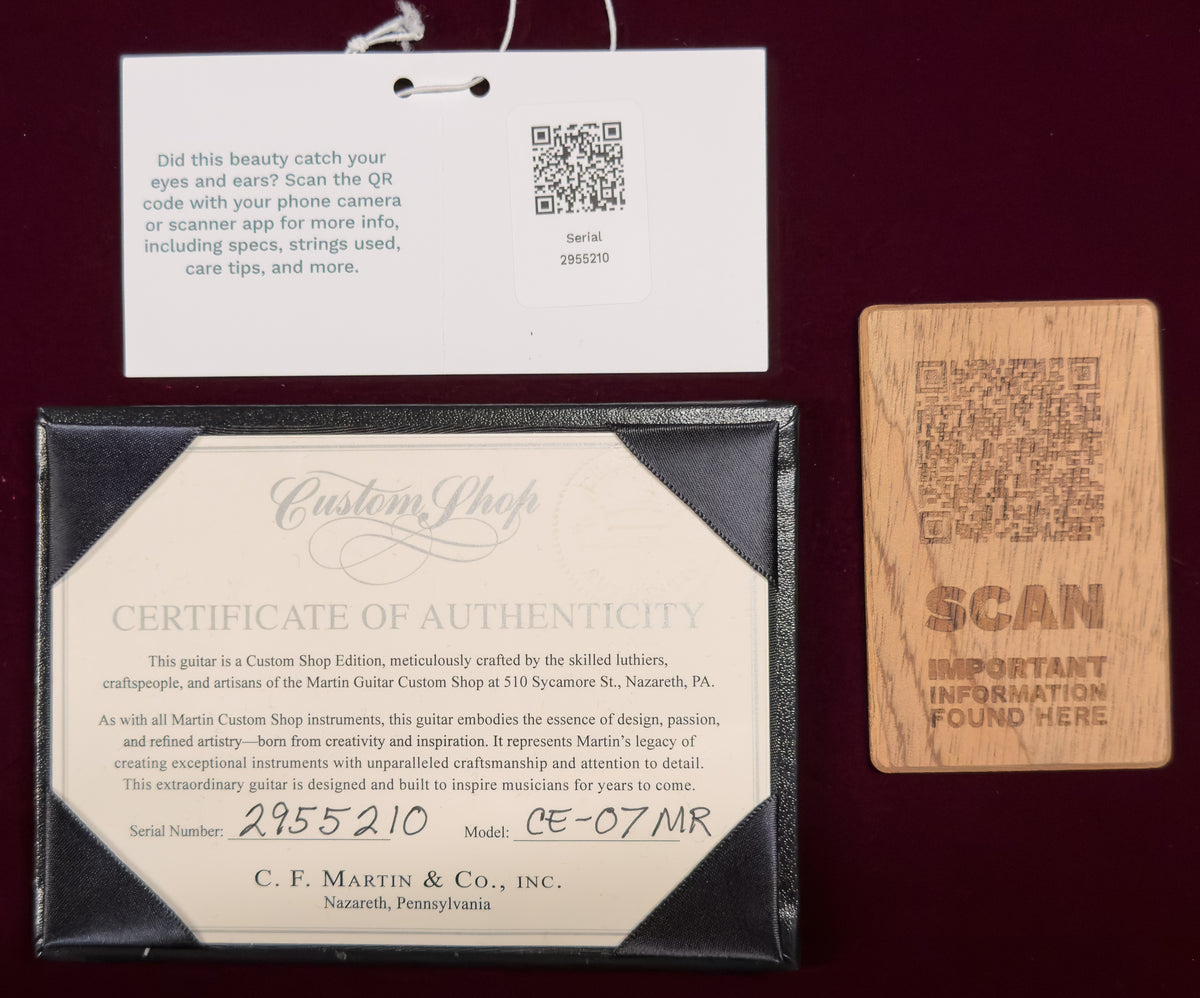 Did this beauty catch your
eyes and ears? Scan the QR
code with your phone camera
or scanner app for more info,
including specs, strings used,
care tips, and more.
Serial
2955210
Custom Shop
CERTIFICATE OF AUTHENTICITY
This guitar is a Custom Shop Edition, meticulously crafted by the skilled luthiers,
craftspeople, and artisans of the Martin Guitar Custom Shop at 510 Sycamore St., Nazareth, PA.
As with all Martin Custom Shop instruments, this guitar embodies the essence of design, passion,
and refined artistry—born from creativity and inspiration. It represents Martin's legacy of
creating exceptional instruments with unparalleled craftsmanship and attention to detail.
This extraordinary guitar is designed and built to inspire musicians for years to come.
Serial Number: 2955210 Model: CE-07MR
C. F. MARTIN & CO., INC.
Nazareth, Pennsylvania
SCAN
IMPORTANT
INFORMATION
FOUND HERE